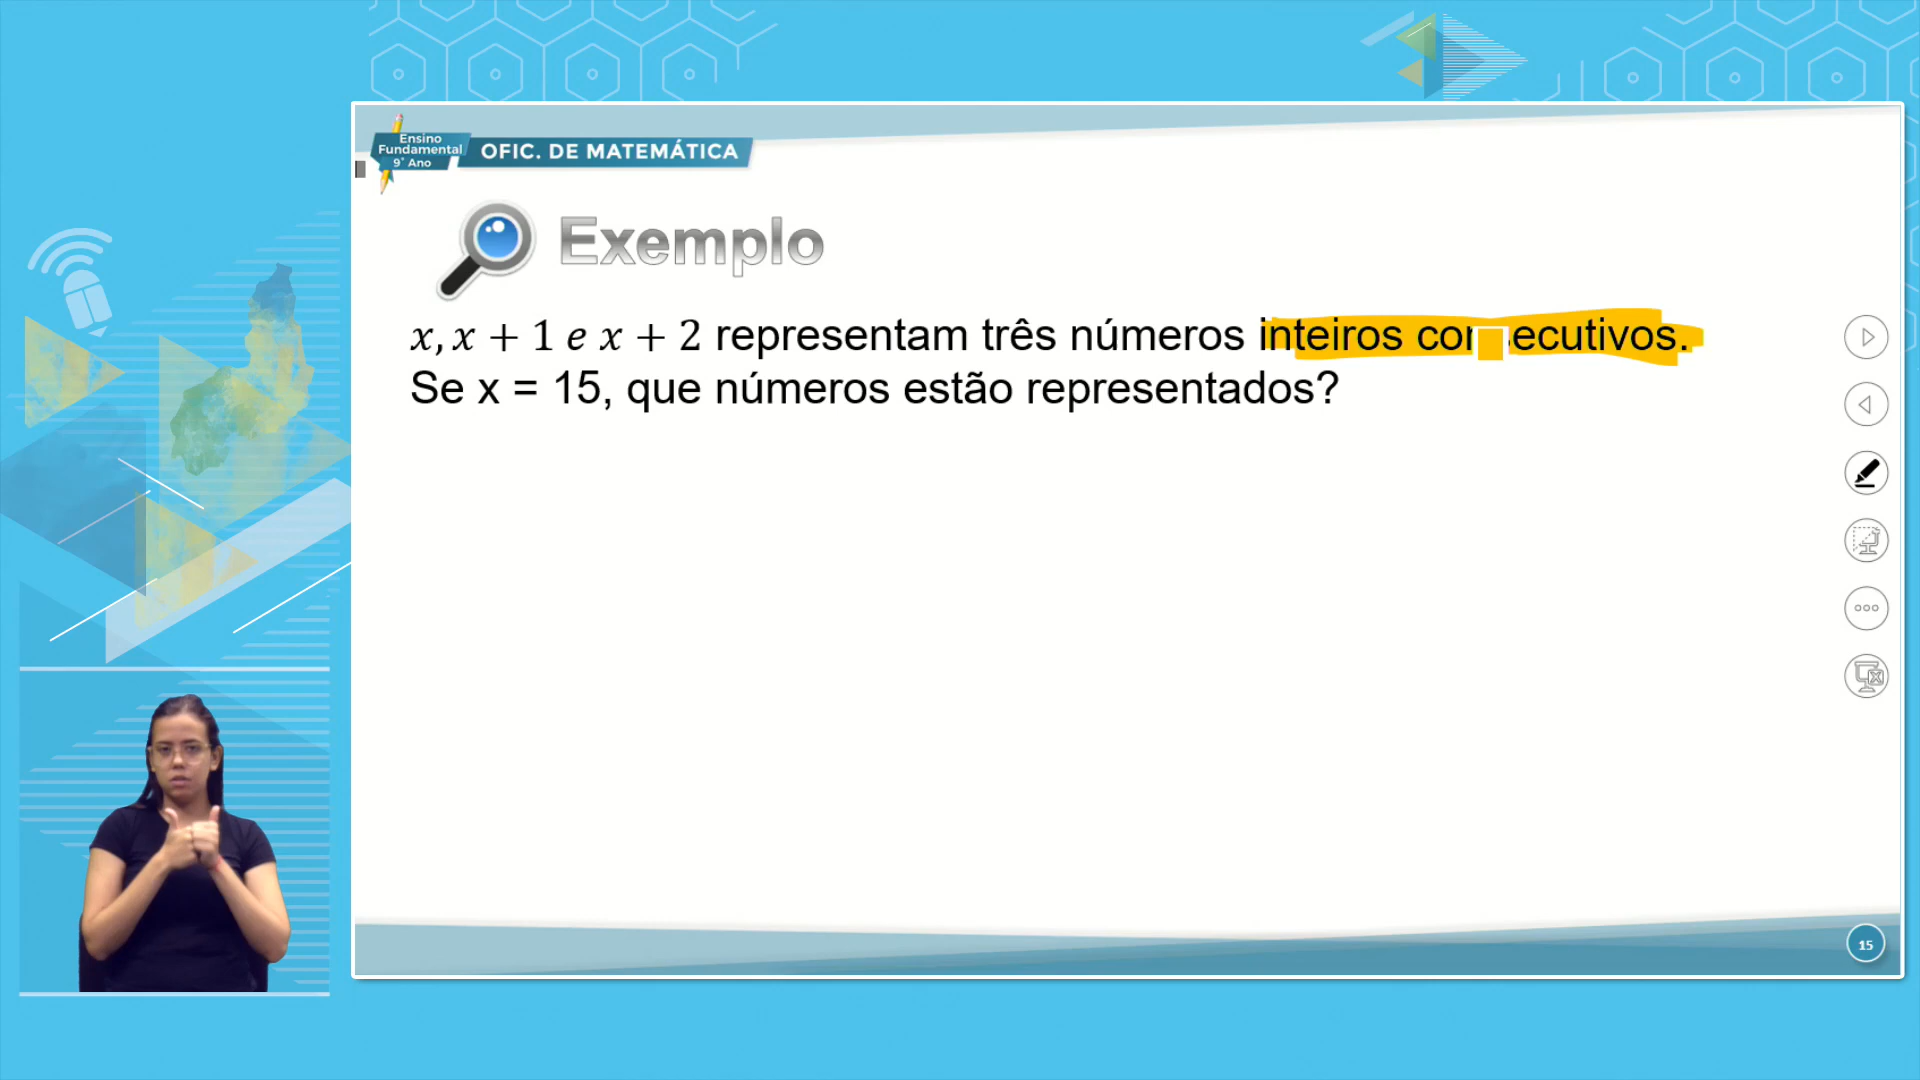 Ensino
Fundamental
9° Ano
OFIC. DE MATEMÁTICA
Exemplo
x, x + 1 e x + 2 representam três números inteiros consecutivos.
Se x = 15, que números estão representados?
15